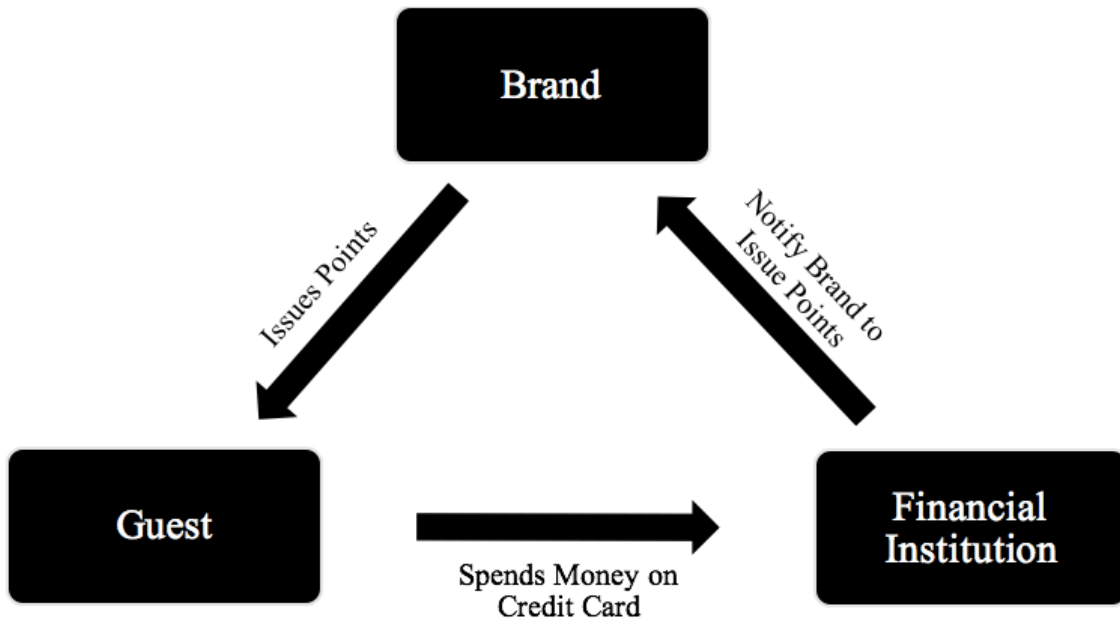 Brand
Issues Points
Notify Brand to
Issue Points
Guest
Spends Money on
Credit Card
Financial
Institution